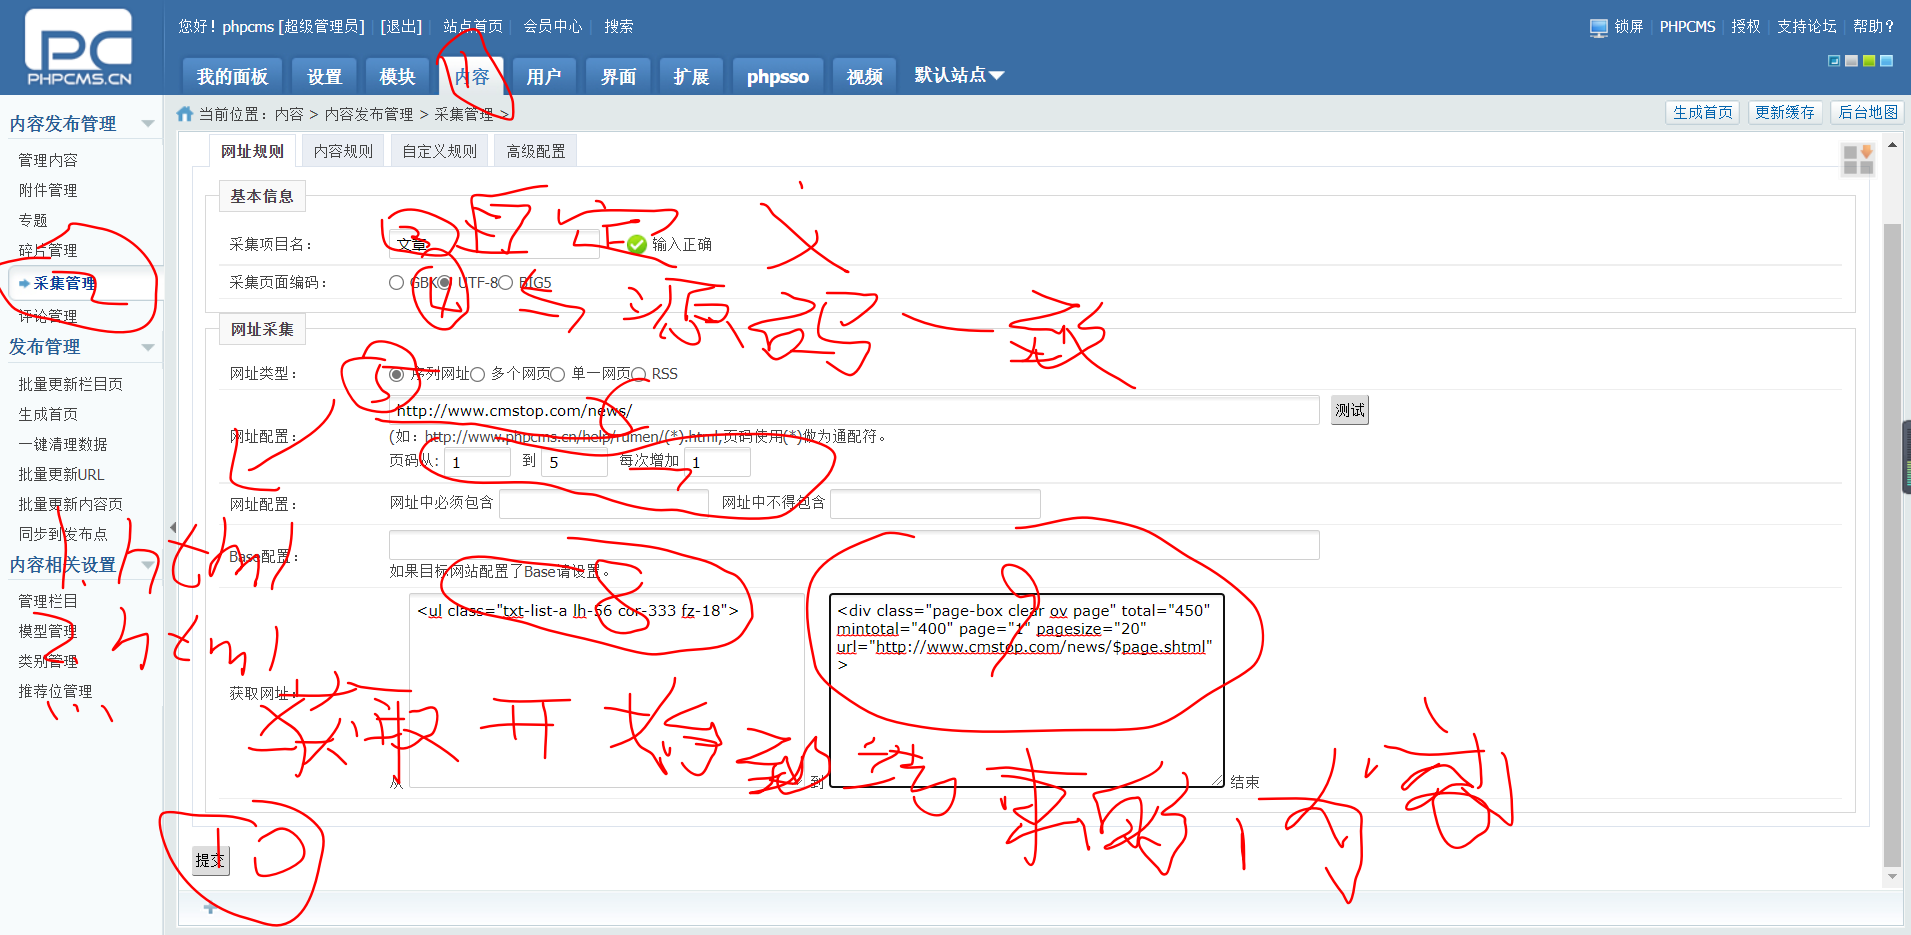 PC
PHPCMS.CN
您好！phpcms [超级管理员] | [退出] | 站点首页 | 会员中心 | 搜索
锁屏 | PHPCMS | 授权 | 支持论坛 | 帮助？
我的面板 设置 模块 内容 用户 界面 扩展 phpsso 视频 默认站点
1
当前位置：内容 > 内容发布管理 > 采集管理 >
生成首页 更新缓存 后台地图
内容发布管理
管理内容
附件管理
专题
碎片管理
采集管理
2
评论管理
发布管理
批量更新栏目页
生成首页
一键清理数据
批量更新URL
批量更新内容页
同步到发布点
1.html
内容相关设置
管理栏目
模型管理
2.html
类别管理
推荐位管理
网址规则 内容规则 自定义规则 高级配置
基本信息
采集项目名： 文章 输入正确
3 自定义
采集页面编码： GBK UTF-8 BIG5
4 与源码一致
网址采集
网址类型： 序列网址 多个网页 单一网页 RSS
5
网址配置： http://www.cmstop.com/news/ 测试
6
(如：http://www.phpcms.cn/help/rumen/(*).html,页码使用(*)做为通配符。
页码从: 1 到 5 每次增加 1
7
网址配置： 网址中必须包含 网址中不得包含
Base配置：
如果目标网站配置了Base请设置。
8
9
获取网址： 从
<ul class="txt-list-a lh-56 cor-333 fz-18">
到
<div class="page-box clear ov page" total="450"
mintotal="400" page="1" pagesize="20"
url="http://www.cmstop.com/news/$page.shtml"
>
结束
获取开始到结束的内容
提交
10